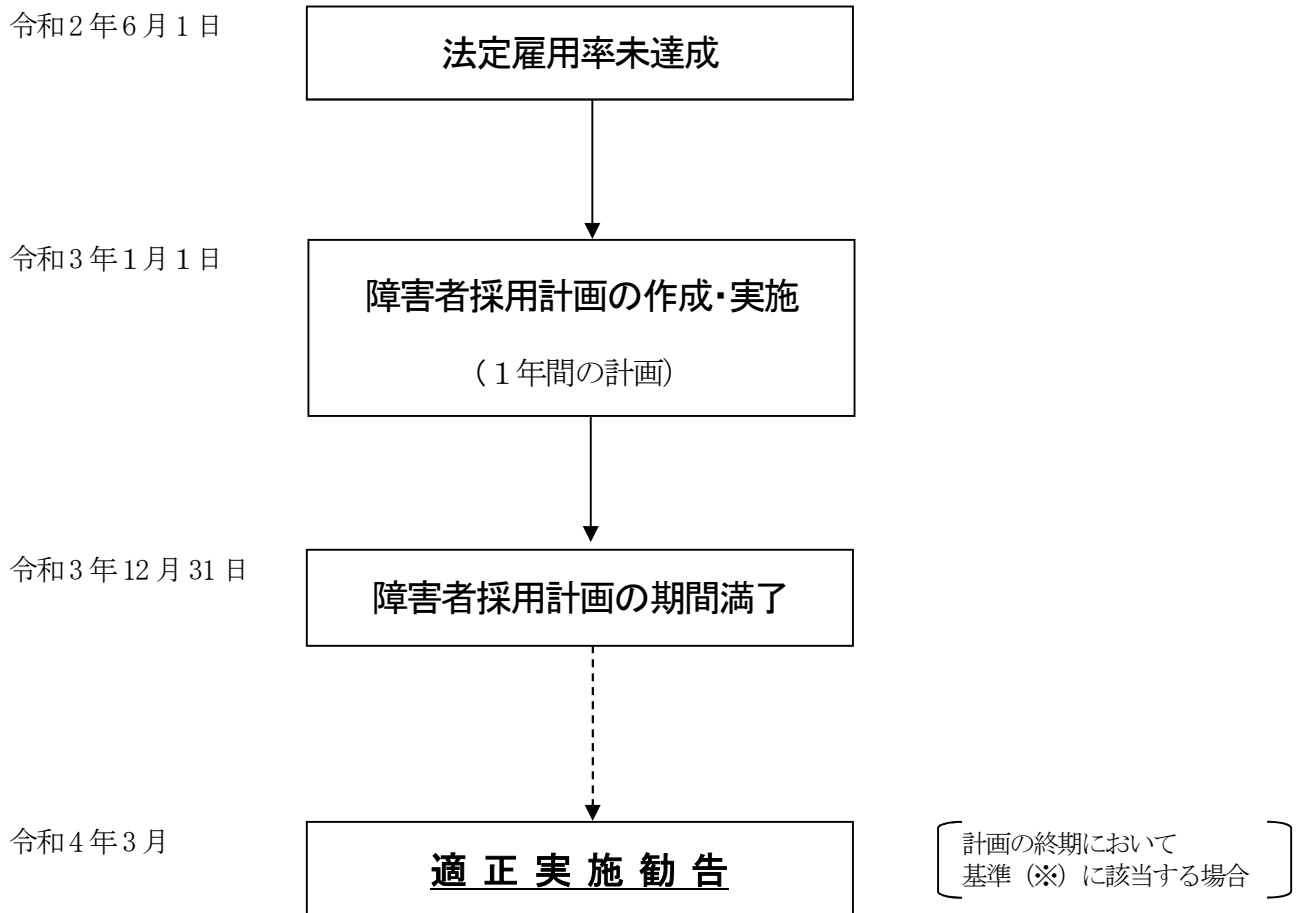 令和2年6月1日
法定雇用率未達成
令和3年1月1日
障害者採用計画の作成・実施
(1年間の計画)
令和3年12月31日
障害者採用計画の期間満了
令和4年3月
適正実施勧告
計画の終期において
基準(※)に該当する場合